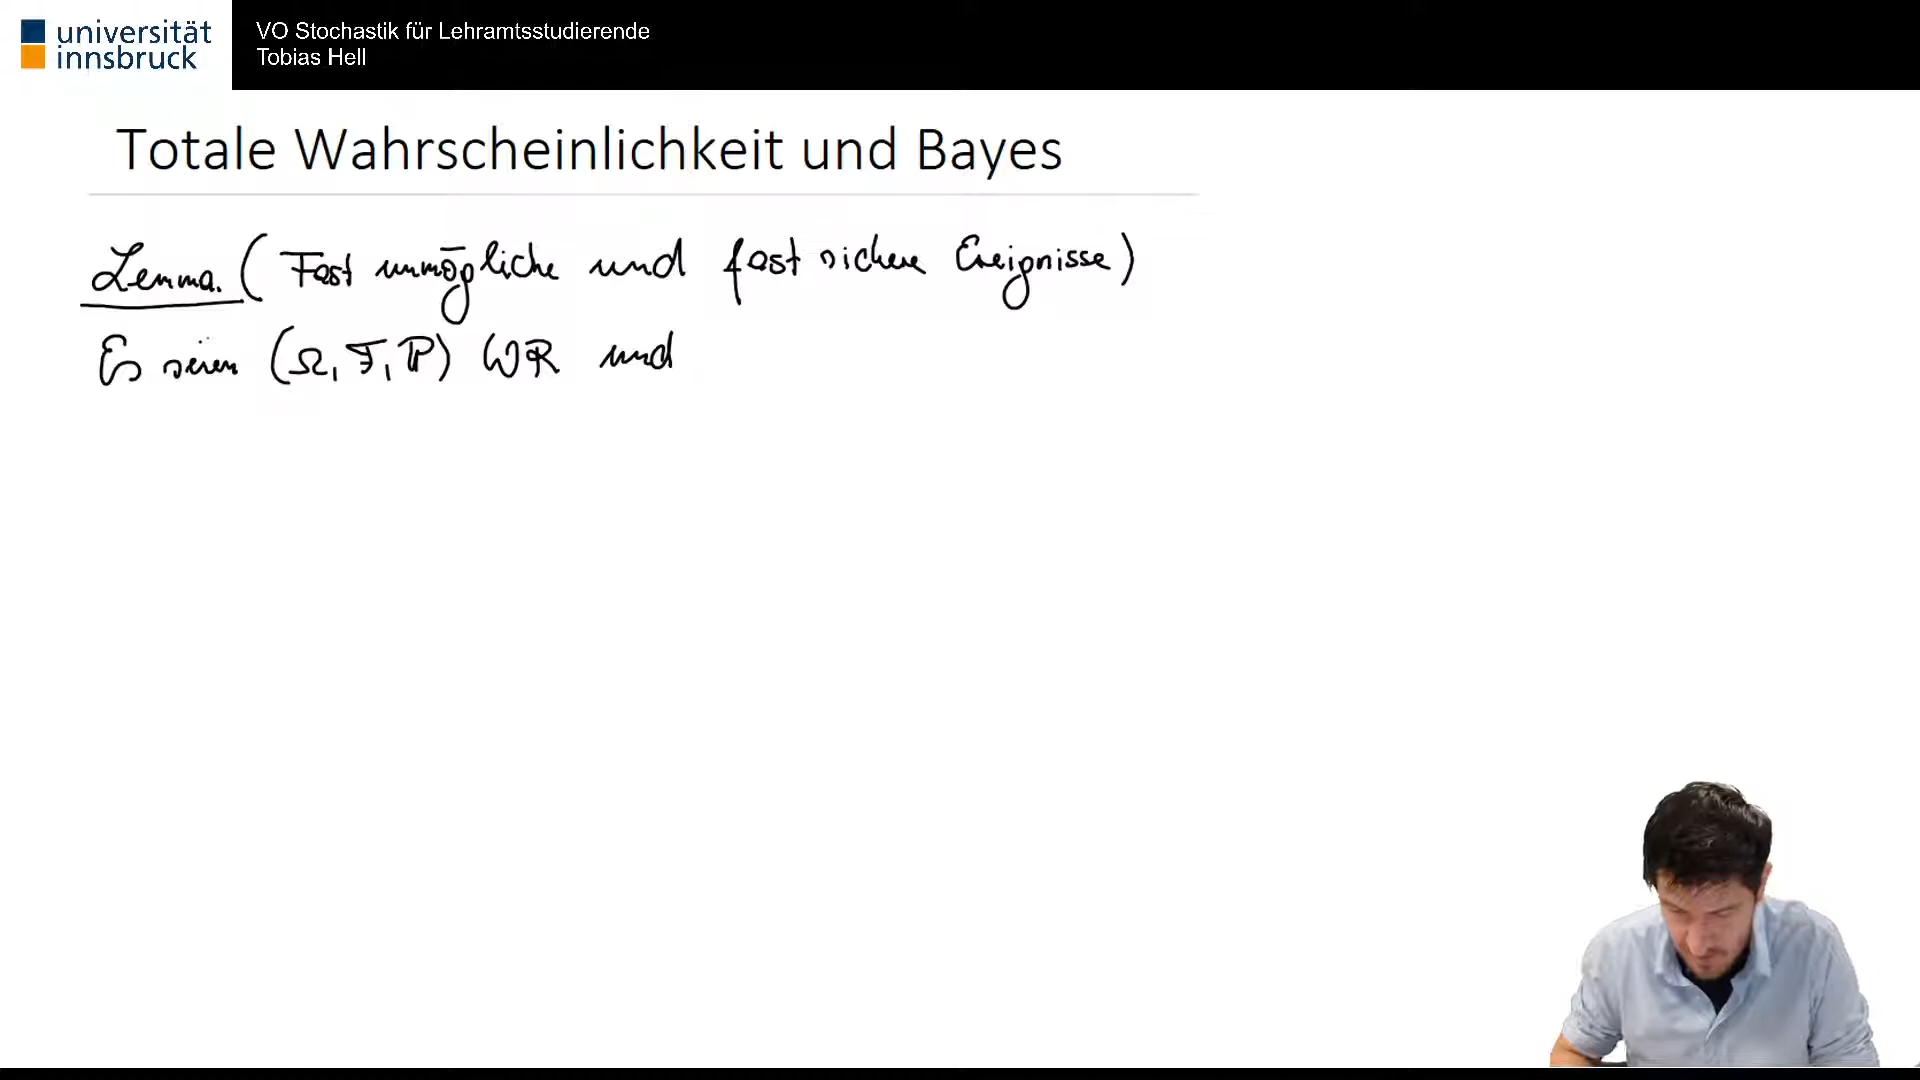 universität
innsbruck
VO Stochastik für Lehramtsstudierende
Tobias Hell
Totale Wahrscheinlichkeit und Bayes
Lemma. (Fast unmögliche und fast sichere Ereignisse)
Es seien (Ω, F, ℙ) WR und